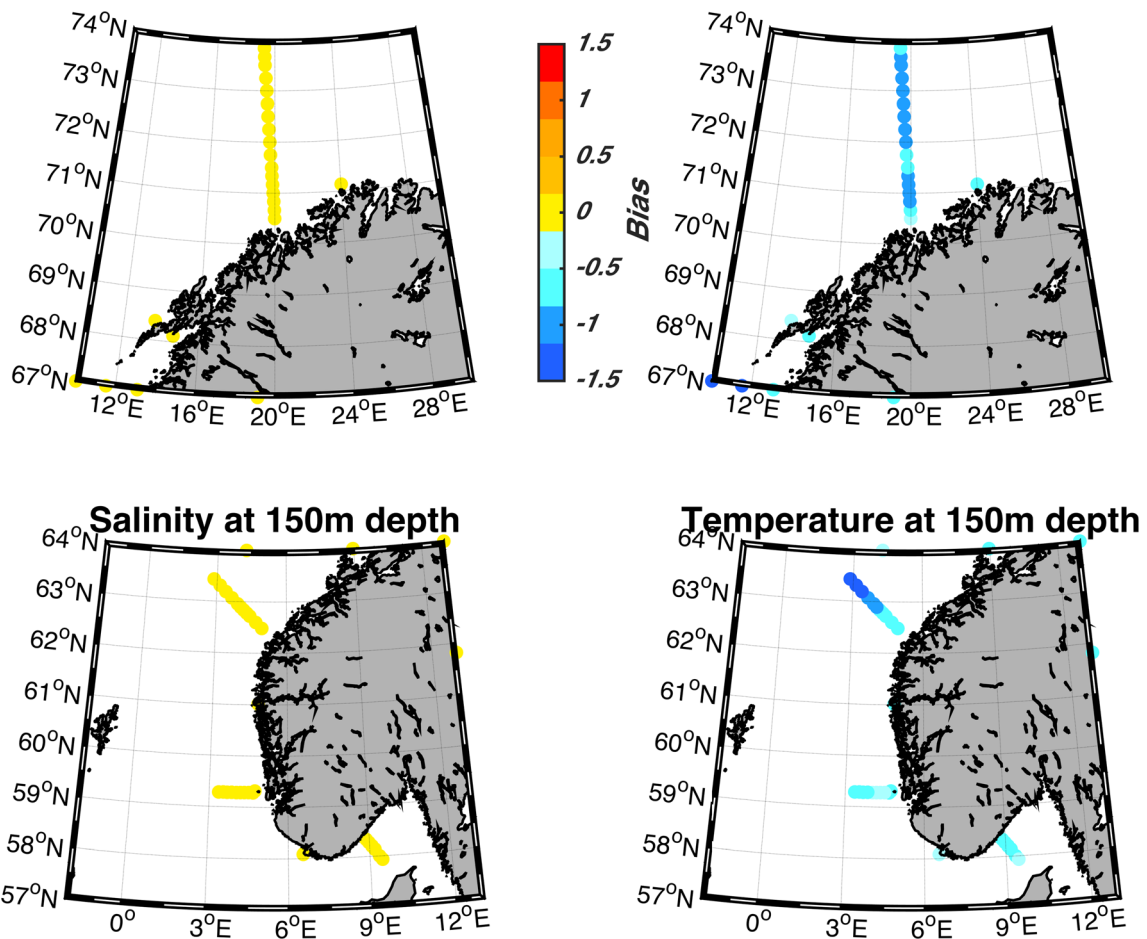 74°N
73°N
72°N
71°N
70°N
69°N
68°N
67°N
12°E
16°E
20°E
24°E
28°E
1.5
1
0.5
0
-0.5
-1
-1.5
Bias
74°N
73°N
72°N
71°N
70°N
69°N
68°N
67°N
12°E
16°E
20°E
24°E
28°E
Salinity at 150m depth
64°N
63°N
62°N
61°N
60°N
59°N
58°N
57°N
0°
3°E
6°E
9°E
12°E
Temperature at 150m depth
64°N
63°N
62°N
61°N
60°N
59°N
58°N
57°N
0°
3°E
6°E
9°E
12°E